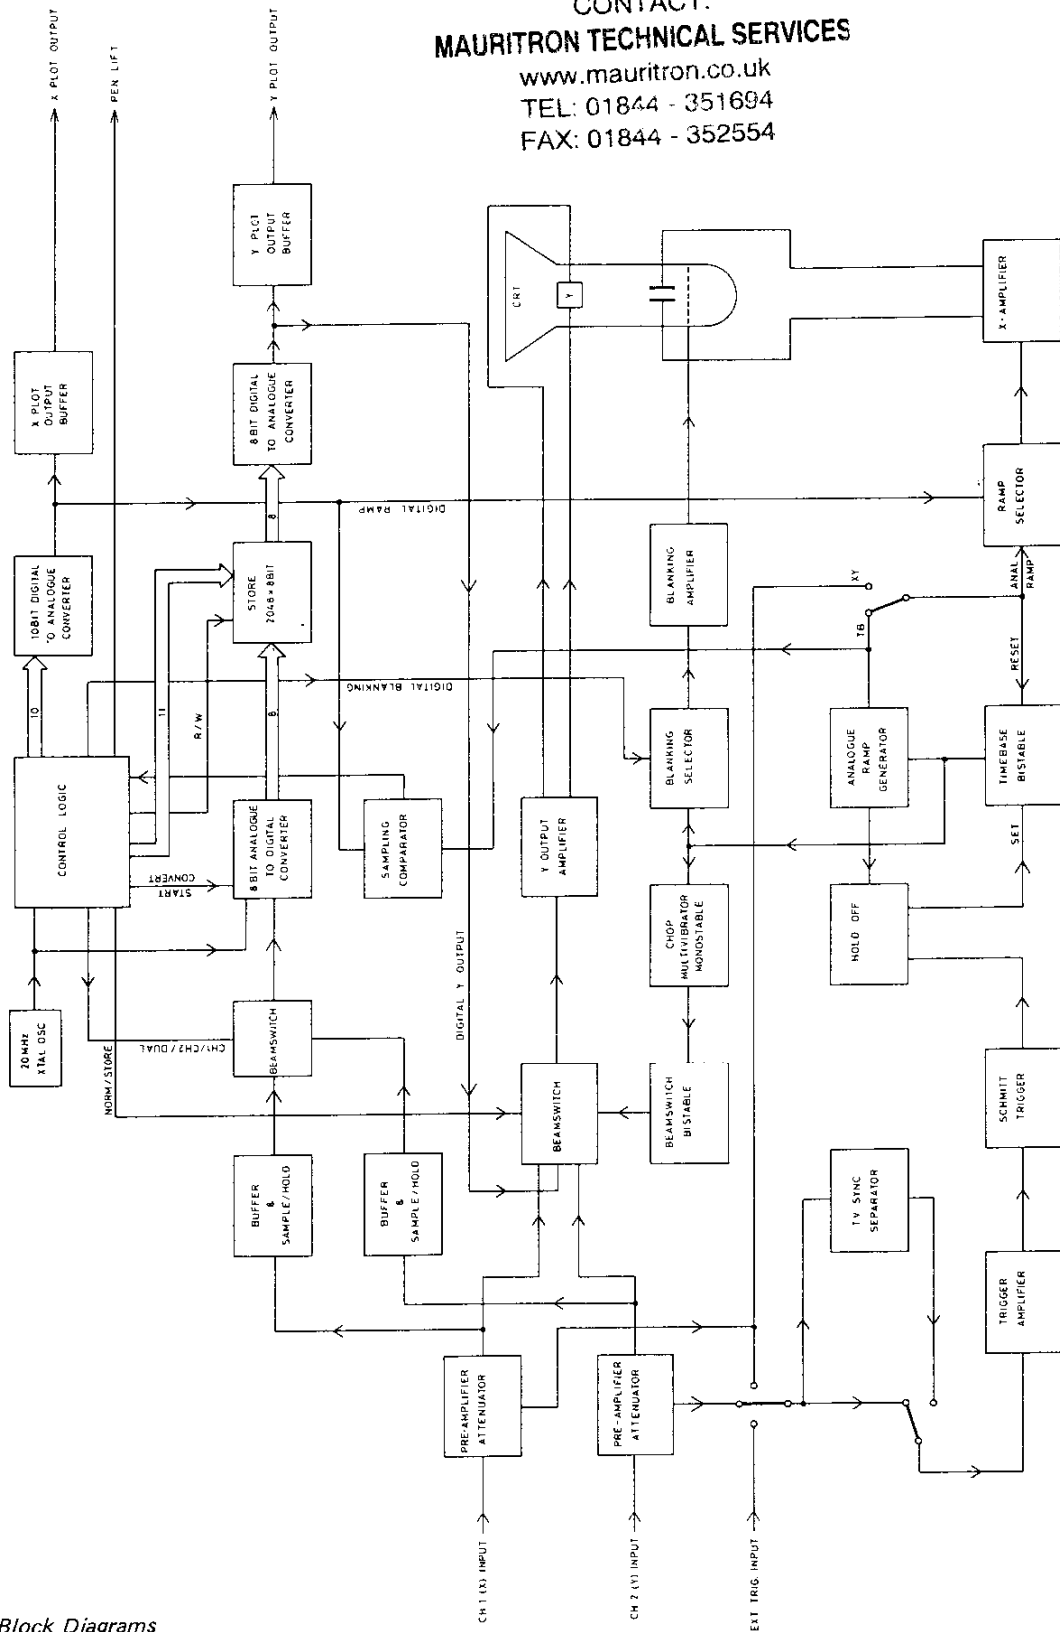 CONTACT:
MAURITRON TECHNICAL SERVICES
www.mauritron.co.uk
TEL: 01844 - 351694
FAX: 01844 - 352554
X PLOT OUTPUT
PEN LIFT
Y PLOT OUTPUT
X PLOT
OUTPUT
BUFFER
Y PLOT
OUTPUT
BUFFER
10BIT DIGITAL
TO ANALOGUE
CONVERTER
8 BIT DIGITAL
TO ANALOGUE
CONVERTER
STORE
2048 × 8BIT
CONTROL LOGIC
10
11
R/W
8
8
START
CONVERT
8 BIT ANALOGUE
TO DIGITAL
CONVERTER
20MHz
XTAL OSC
NORM/STORE
CH1/CH2/DUAL
BEAMSWITCH
BUFFER
&
SAMPLE/HOLD
BUFFER
&
SAMPLE/HOLD
DIGITAL RAMP
DIGITAL BLANKING
SAMPLING
COMPARATOR
DIGITAL Y OUTPUT
CRT
Y
Y OUTPUT
AMPLIFIER
BEAMSWITCH
BLANKING
AMPLIFIER
BLANKING
SELECTOR
CHOP
MULTIVIBRATOR
MONOSTABLE
BEAMSWITCH
BISTABLE
XY
TB
ANALOGUE
RAMP
GENERATOR
HOLD OFF
TV SYNC
SEPARATOR
X-AMPLIFIER
RAMP
SELECTOR
ANAL
RAMP
RESET
TIMEBASE
BISTABLE
SET
SCHMITT
TRIGGER
TRIGGER
AMPLIFIER
PRE-AMPLIFIER
ATTENUATOR
PRE-AMPLIFIER
ATTENUATOR
CH 1 (X) INPUT
CH 2 (Y) INPUT
EXT TRIG. INPUT
Block Diagrams